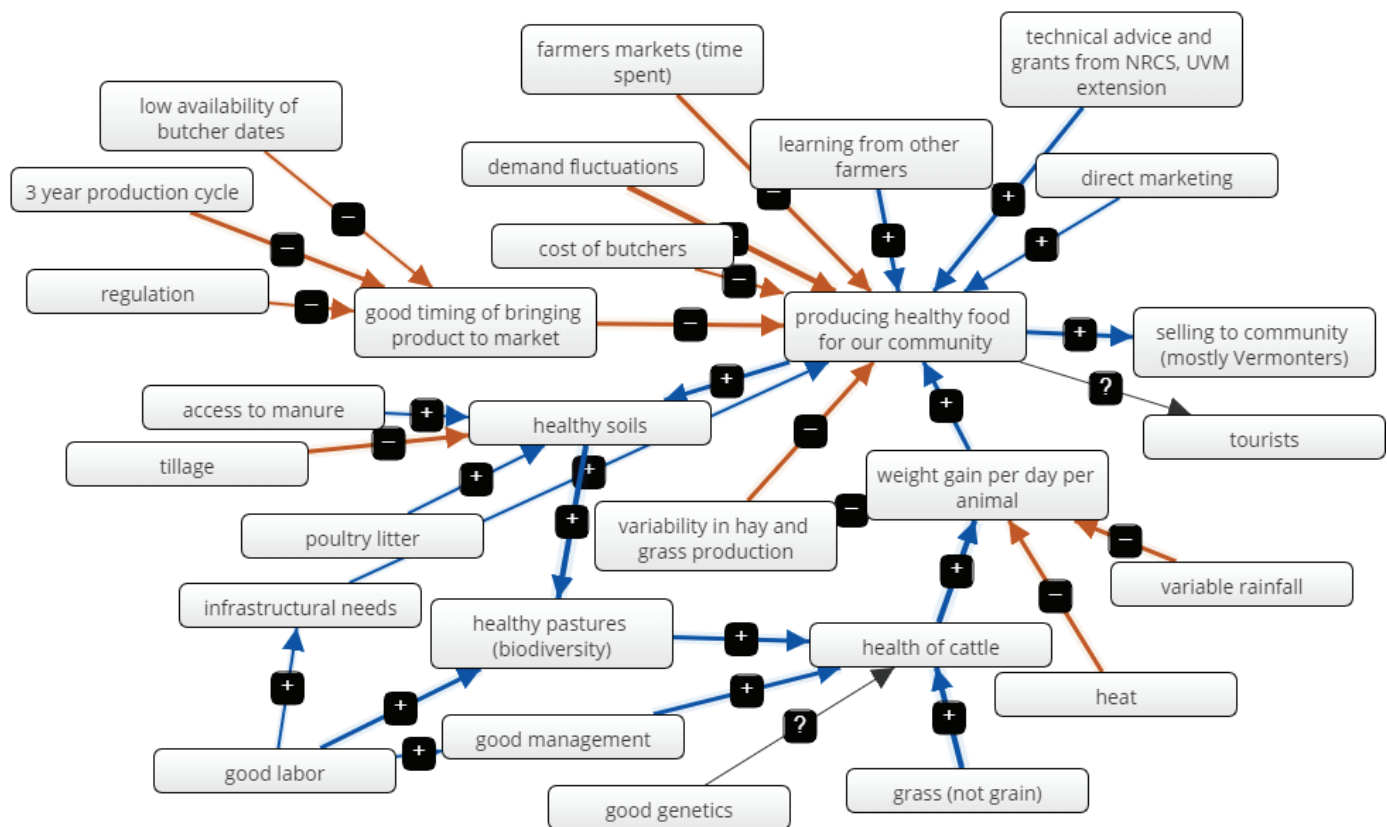 farmers markets (time
spent)
technical advice and
grants from NRCS, UVM
extension
low availability of
butcher dates
learning from other
farmers
demand fluctuations
direct marketing
3 year production cycle
cost of butchers
regulation
good timing of bringing
product to market
producing healthy food
for our community
selling to community
(mostly Vermonters)
access to manure
healthy soils
tourists
tillage
weight gain per day per
animal
poultry litter
variability in hay and
grass production
variable rainfall
infrastructural needs
healthy pastures
(biodiversity)
health of cattle
heat
good management
good labor
grass (not grain)
good genetics